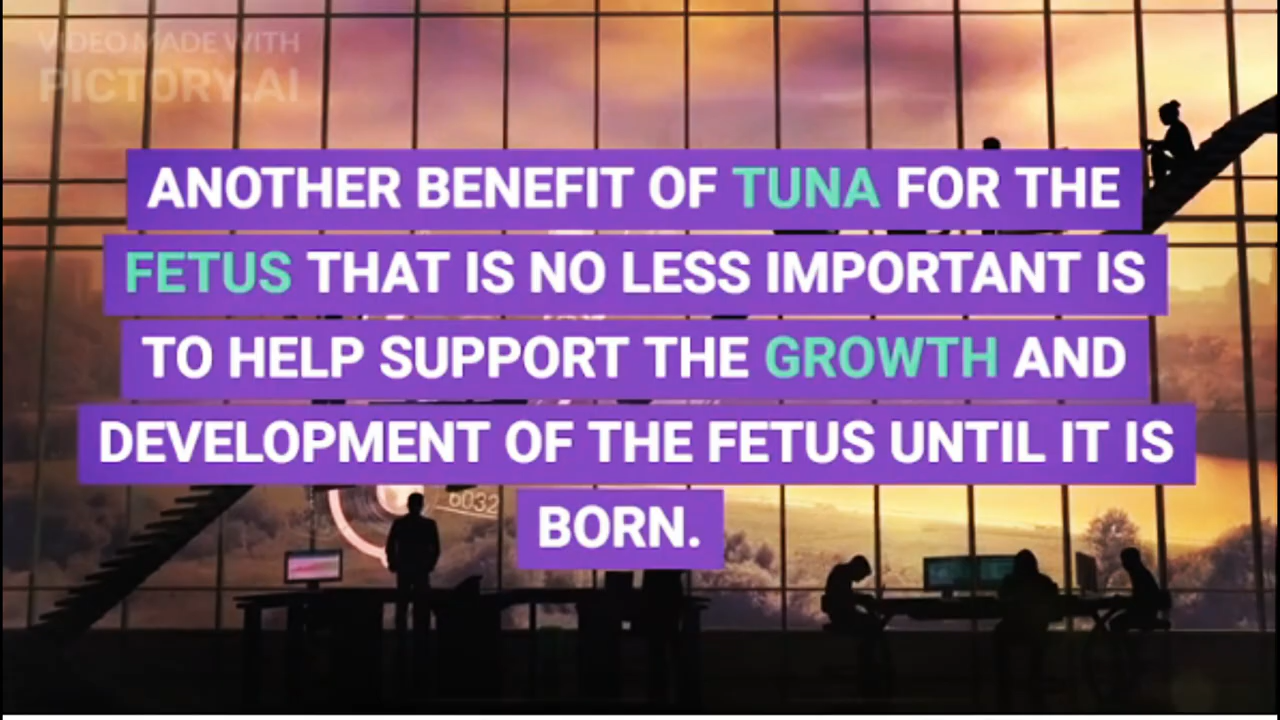 VIDEO MADE WITH
PICTORY.AI
ANOTHER BENEFIT OF TUNA FOR THE
FETUS THAT IS NO LESS IMPORTANT IS
TO HELP SUPPORT THE GROWTH AND
DEVELOPMENT OF THE FETUS UNTIL IT IS
BORN.
6032